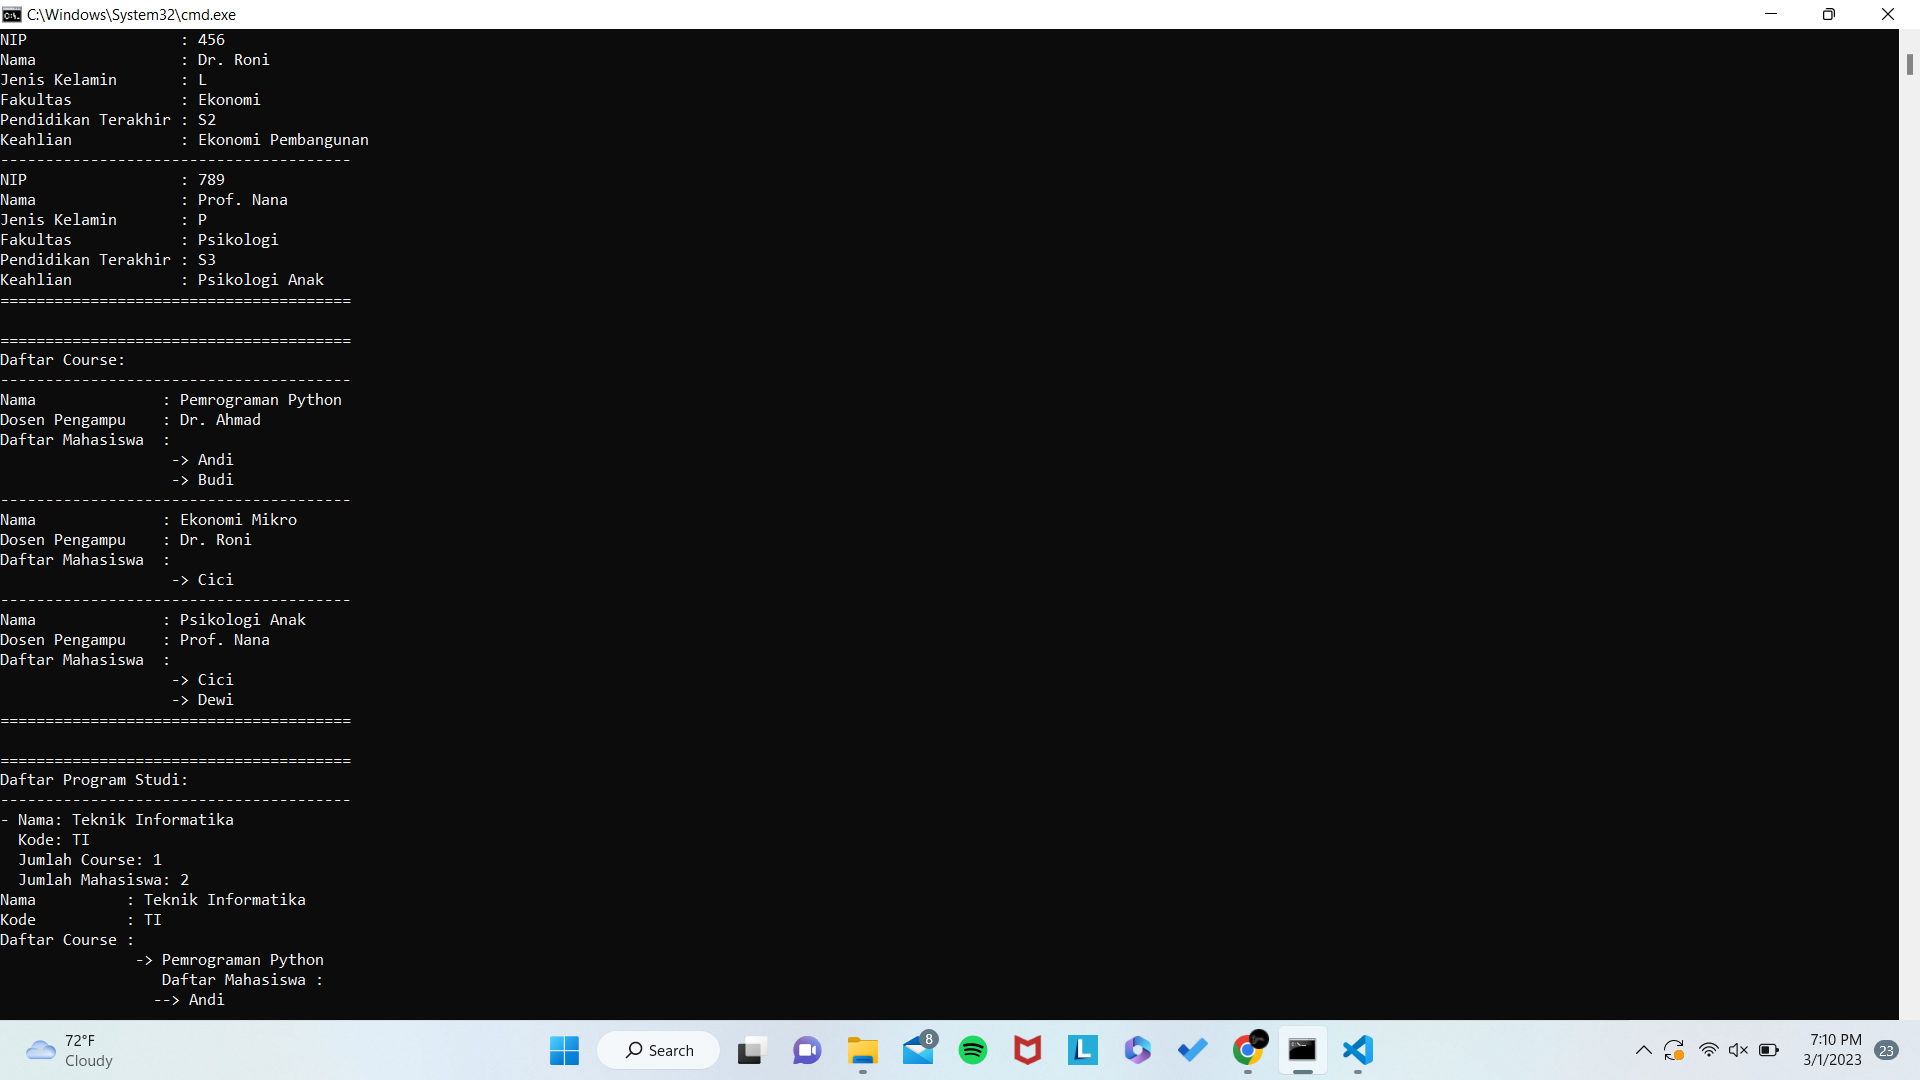 C:\Windows\System32\cmd.exe
NIP                 : 456
Nama                : Dr. Roni
Jenis Kelamin       : L
Fakultas            : Ekonomi
Pendidikan Terakhir : S2
Keahlian            : Ekonomi Pembangunan
---------------------------------------
NIP                 : 789
Nama                : Prof. Nana
Jenis Kelamin       : P
Fakultas            : Psikologi
Pendidikan Terakhir : S3
Keahlian            : Psikologi Anak
=======================================
=======================================
Daftar Course:
---------------------------------------
Nama              : Pemrograman Python
Dosen Pengampu    : Dr. Ahmad
Daftar Mahasiswa  :
                   -> Andi
                   -> Budi
---------------------------------------
Nama              : Ekonomi Mikro
Dosen Pengampu    : Dr. Roni
Daftar Mahasiswa  :
                   -> Cici
---------------------------------------
Nama              : Psikologi Anak
Dosen Pengampu    : Prof. Nana
Daftar Mahasiswa  :
                   -> Cici
                   -> Dewi
=======================================
=======================================
Daftar Program Studi:
---------------------------------------
- Nama: Teknik Informatika
  Kode: TI
  Jumlah Course: 1
  Jumlah Mahasiswa: 2
Nama          : Teknik Informatika
Kode          : TI
Daftar Course :
               -> Pemrograman Python
                  Daftar Mahasiswa :
                 --> Andi
72°F
Cloudy
Search
8
L
7:10 PM
3/1/2023
23